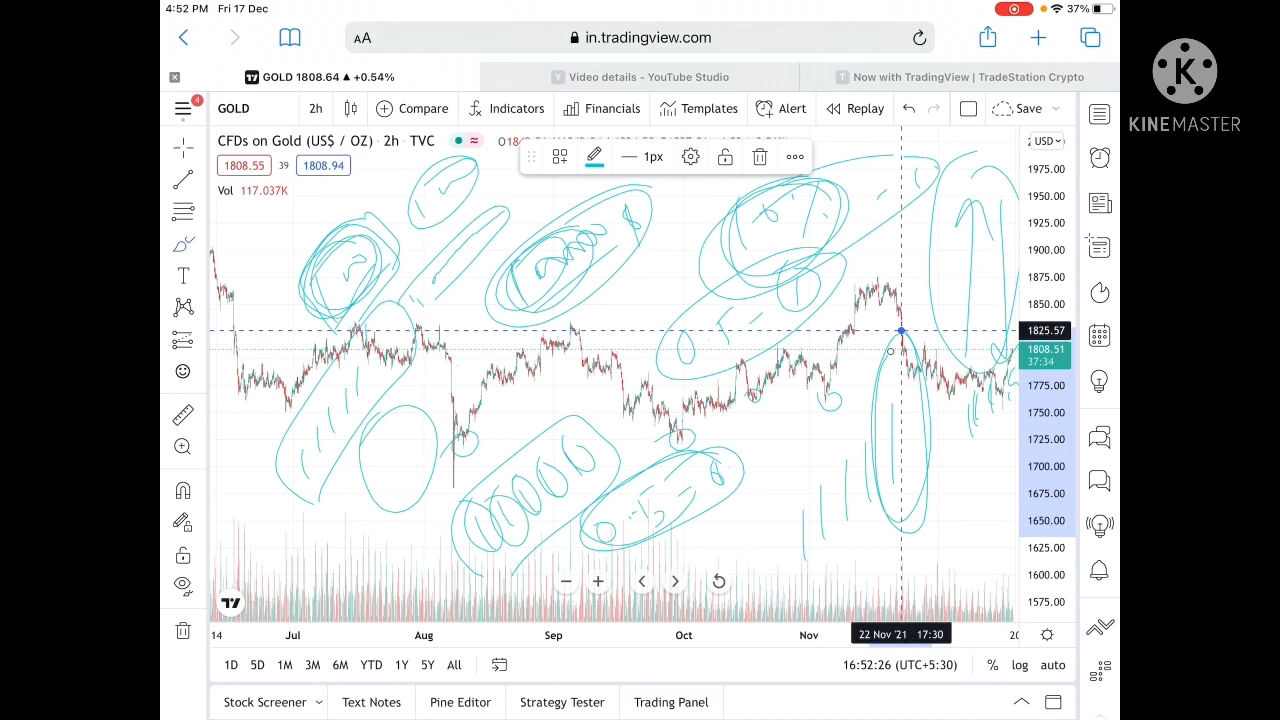 4:52 PM Fri 17 Dec
37%
AA in.tradingview.com
GOLD 1808.64 ▲ +0.54%
Video details - YouTube Studio
Now with TradingView | TradeStation Crypto
KINEMASTER
4 GOLD 2h Compare Indicators Financials Templates Alert Replay Save
CFDs on Gold (US$ / OZ) · 2h · TVC
USD
1808.55 39 1808.94
1px
Vol 117.037K
1975.00
1950.00
1925.00
1900.00
1875.00
1850.00
1825.57
1808.51
37:34
1775.00
1750.00
1725.00
1700.00
1675.00
1650.00
1625.00
1600.00
1575.00
14 Jul Aug Sep Oct Nov 22 Nov '21 17:30
1D 5D 1M 3M 6M YTD 1Y 5Y All
16:52:26 (UTC+5:30) % log auto
Stock Screener Text Notes Pine Editor Strategy Tester Trading Panel